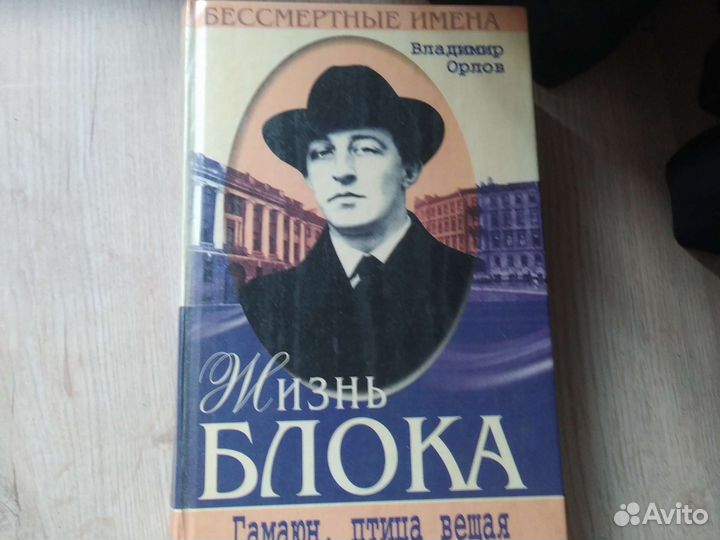 БЕССМЕРТНЫЕ ИМЕНА
Владимир
Орлов
Жизнь
БЛОКА
Гамаюн, птица вещая
Avito